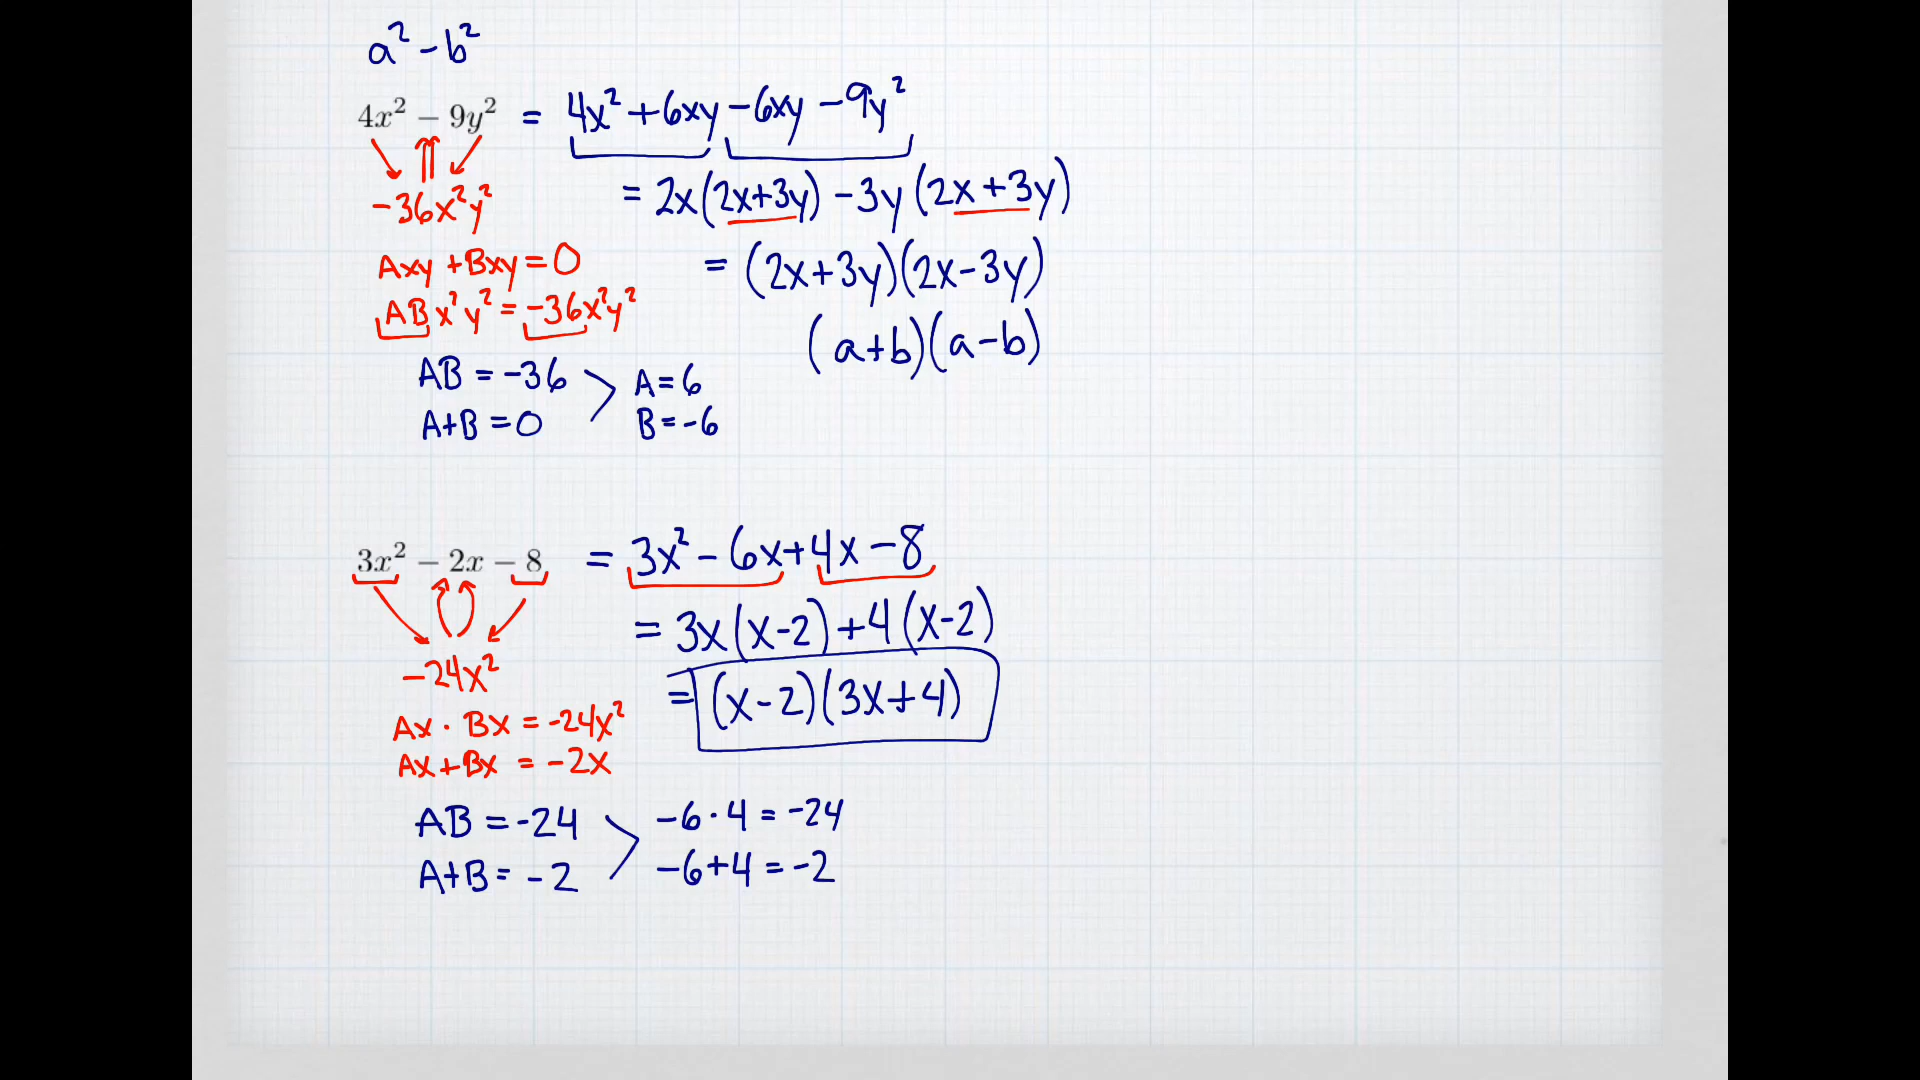 a² - b²
4x² − 9y² = 4x² + 6xy - 6xy - 9y²
= 2x(2x+3y) - 3y(2x+3y)
-36x²y²
= (2x+3y)(2x-3y)
Axy + Bxy = 0
ABx²y² = -36x²y²
(a+b)(a-b)
AB = -36
A = 6
A+B = 0
B = -6
3x² − 2x − 8 = 3x² - 6x + 4x - 8
= 3x(x-2) + 4(x-2)
-24x²
= (x-2)(3x+4)
Ax · Bx = -24x²
Ax + Bx = -2x
AB = -24
-6 · 4 = -24
A+B = -2
-6+4 = -2